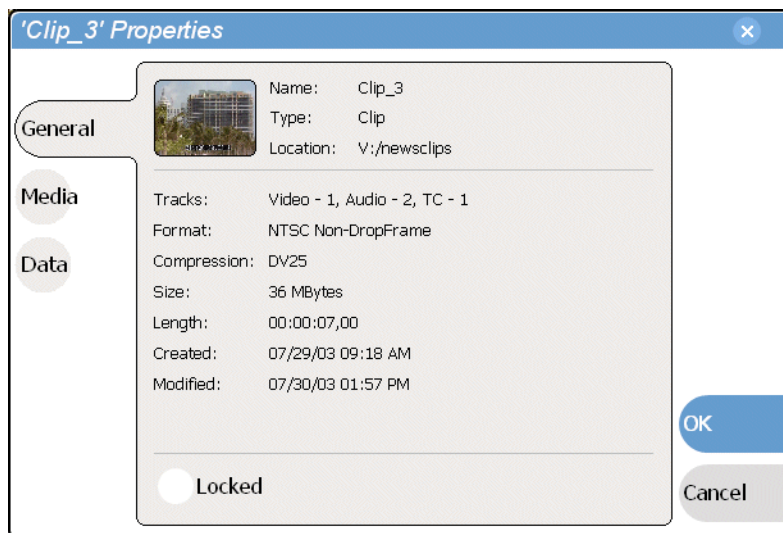 'Clip_3' Properties
General
Media
Data
Name: Clip_3
Type: Clip
Location: V:/newsclips
Tracks: Video - 1, Audio - 2, TC - 1
Format: NTSC Non-DropFrame
Compression: DV25
Size: 36 MBytes
Length: 00:00:07,00
Created: 07/29/03 09:18 AM
Modified: 07/30/03 01:57 PM
Locked
OK
Cancel